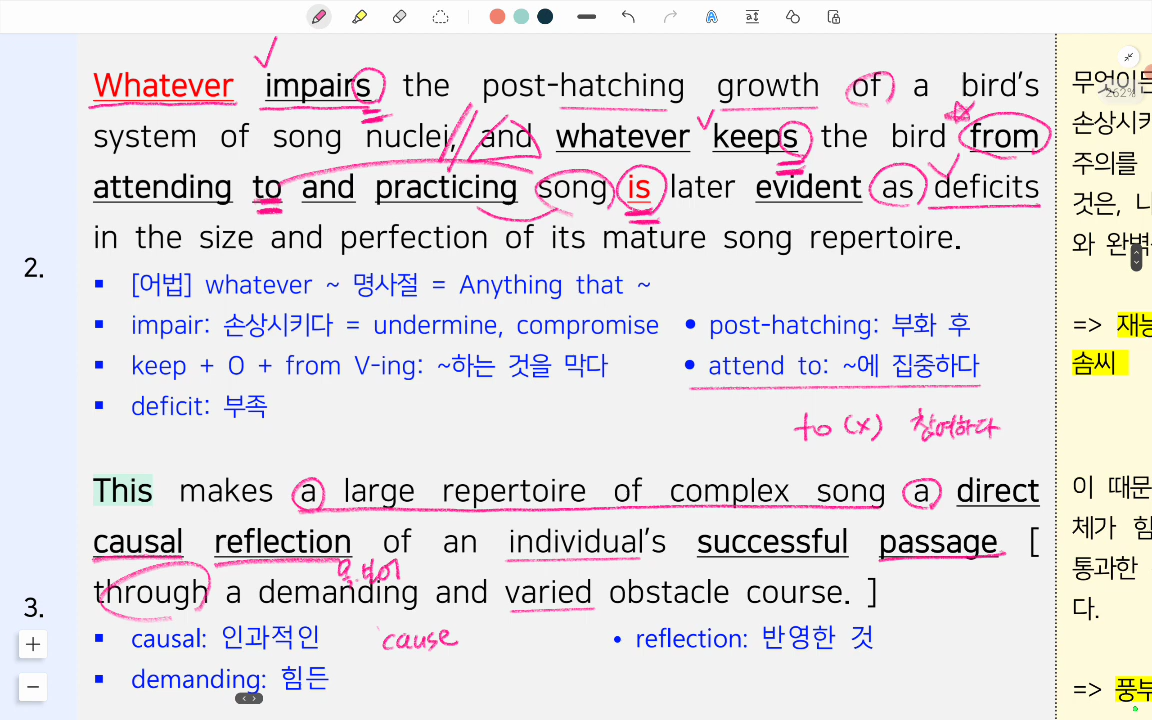 262%
Whatever impairs the post-hatching growth of a bird's
system of song nuclei, and whatever keeps the bird from
attending to and practicing song is later evident as deficits
in the size and perfection of its mature song repertoire.
2.
▪ [어법] whatever ~ 명사절 = Anything that ~
▪ impair: 손상시키다 = undermine, compromise
• post-hatching: 부화 후
▪ keep + O + from V-ing: ~하는 것을 막다
• attend to: ~에 집중하다
▪ deficit: 부족
to (x) 참여하다
This makes a large repertoire of complex song a direct
causal reflection of an individual's successful passage [
through a demanding and varied obstacle course. ]
3.
▪ causal: 인과적인
cause
• reflection: 반영한 것
▪ demanding: 힘든
손상시키
주의를
것은,
와
=> 재능
솜씨
이 때문
체가 힘
통과한
다.
=> 풍부